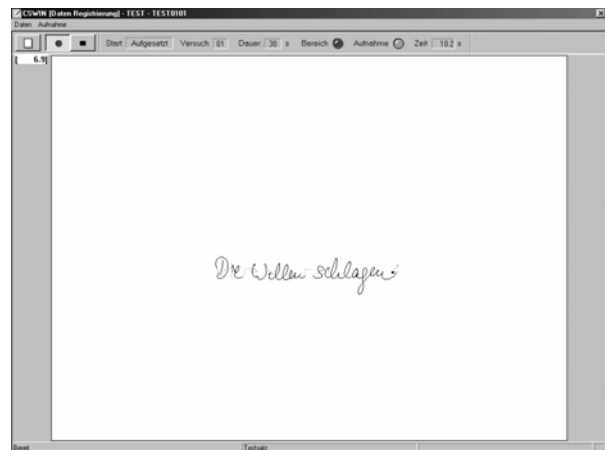 CSWIN [Daten Registrierung] - TEST - TEST0101
Daten Aufnahme
Start: Aufgesetzt Versuch: 01 Dauer: 30 s Bereich Aufnahme Zeit 10.2 s
[ 6.9]
Die Wellen schlagen
Bereit Testsatz